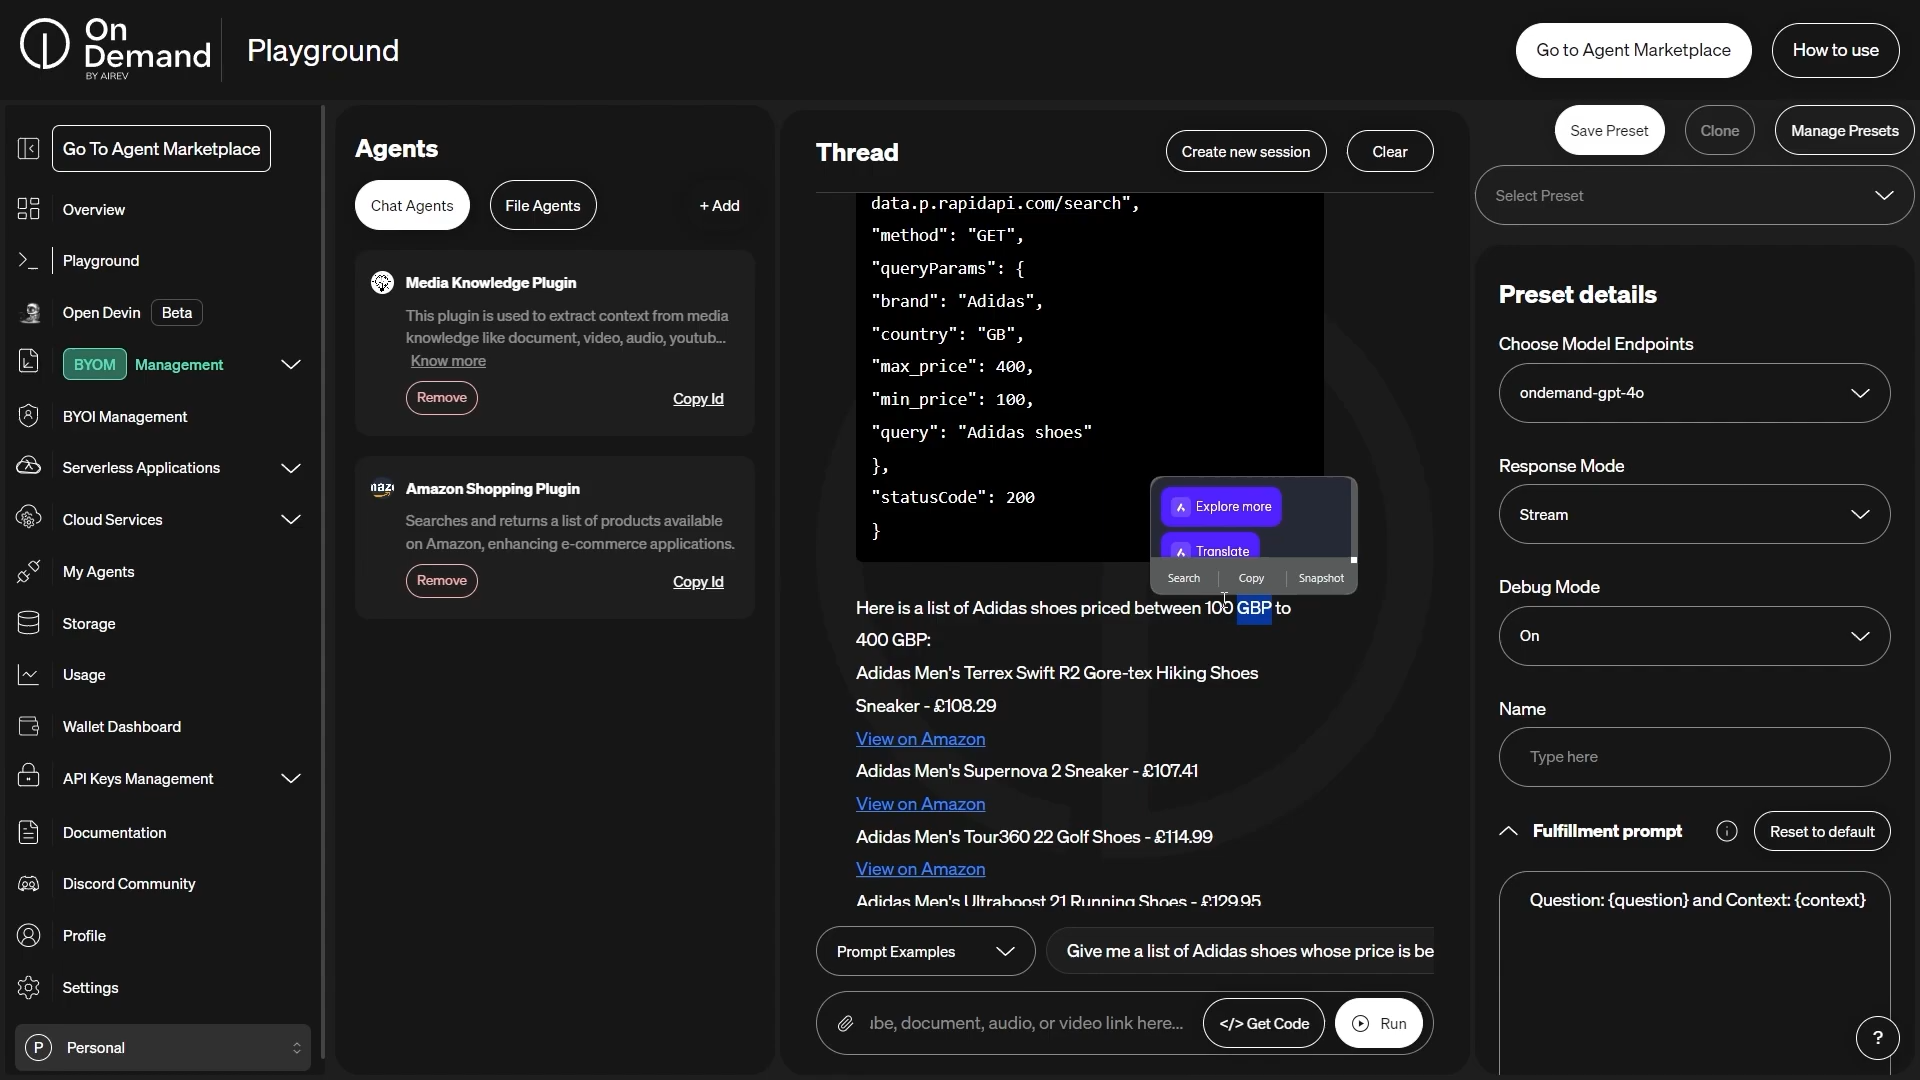 On
Demand
BY AIREV
Playground
Go to Agent Marketplace
How to use
Go To Agent Marketplace
Overview
Playground
Open Devin Beta
BYOM Management
BYOI Management
Serverless Applications
Cloud Services
My Agents
Storage
Usage
Wallet Dashboard
API Keys Management
Documentation
Discord Community
Profile
Settings
P Personal
Agents
Chat Agents
File Agents
+ Add
Media Knowledge Plugin
This plugin is used to extract context from media
knowledge like document, video, audio, youtub...
Know more
Remove
Copy Id
Amazon Shopping Plugin
Searches and returns a list of products available
on Amazon, enhancing e-commerce applications.
Remove
Copy Id
Thread
Create new session
Clear
data.p.rapidapi.com/search",
"method": "GET",
"queryParams": {
"brand": "Adidas",
"country": "GB",
"max_price": 400,
"min_price": 100,
"query": "Adidas shoes"
},
"statusCode": 200
}
Explore more
Translate
Search
Copy
Snapshot
Here is a list of Adidas shoes priced between 100 GBP to
400 GBP:
Adidas Men's Terrex Swift R2 Gore-tex Hiking Shoes
Sneaker - £108.29
View on Amazon
Adidas Men's Supernova 2 Sneaker - £107.41
View on Amazon
Adidas Men's Tour360 22 Golf Shoes - £114.99
View on Amazon
Adidas Men's Ultraboost 21 Running Shoes - £129.95
Prompt Examples
Give me a list of Adidas shoes whose price is be
ube, document, audio, or video link here...
</> Get Code
Run
Save Preset
Clone
Manage Presets
Select Preset
Preset details
Choose Model Endpoints
ondemand-gpt-4o
Response Mode
Stream
Debug Mode
On
Name
Type here
Fulfillment prompt
Reset to default
Question: {question} and Context: {context}
?